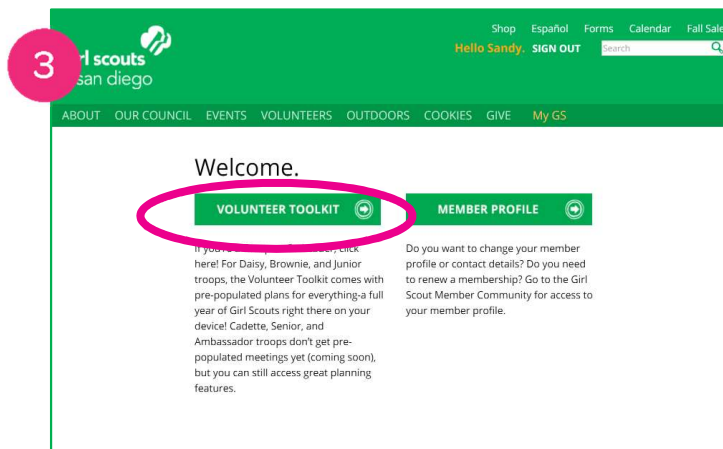 3
Shop Español Forms Calendar Fall Sale
Hello Sandy. SIGN OUT Search
scouts
san diego
ABOUT OUR COUNCIL EVENTS VOLUNTEERS OUTDOORS COOKIES GIVE My GS
Welcome.
VOLUNTEER TOOLKIT
MEMBER PROFILE
click
here! For Daisy, Brownie, and Junior
troops, the Volunteer Toolkit comes with
pre-populated plans for everything-a full
year of Girl Scouts right there on your
device! Cadette, Senior, and
Ambassador troops don't get pre-
populated meetings yet (coming soon),
but you can still access great planning
features.
Do you want to change your member
profile or contact details? Do you need
to renew a membership? Go to the Girl
Scout Member Community for access to
your member profile.